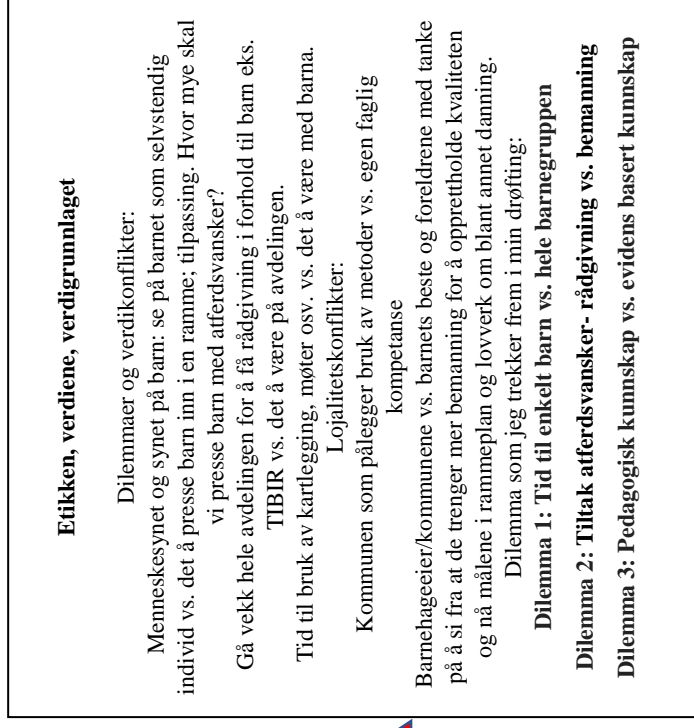 Etikken, verdiene, verdigrunnlaget
Dilemmaer og verdikonflikter:
Menneskesynet og synet på barn: se på barnet som selvstendig
individ vs. det å presse barn inn i en ramme; tilpassing. Hvor mye skal
vi presse barn med atferdsvansker?
Gå vekk hele avdelingen for å få rådgivning i forhold til barn eks.
TIBIR vs. det å være på avdelingen.
Tid til bruk av kartlegging, møter osv. vs. det å være med barna.
Lojalitetskonflikter:
Kommunen som pålegger bruk av metoder vs. egen faglig
kompetanse
Barnehageeier/kommunene vs. barnets beste og foreldrene med tanke
på å si fra at de trenger mer bemanning for å opprettholde kvaliteten
og nå målene i rammeplan og lovverk om blant annet danning.
Dilemma som jeg trekker frem i min drøfting:
Dilemma 1: Tid til enkelt barn vs. hele barnegruppen
Dilemma 2: Tiltak atferdsvansker- rådgivning vs. bemanning
Dilemma 3: Pedagogisk kunnskap vs. evidens basert kunnskap